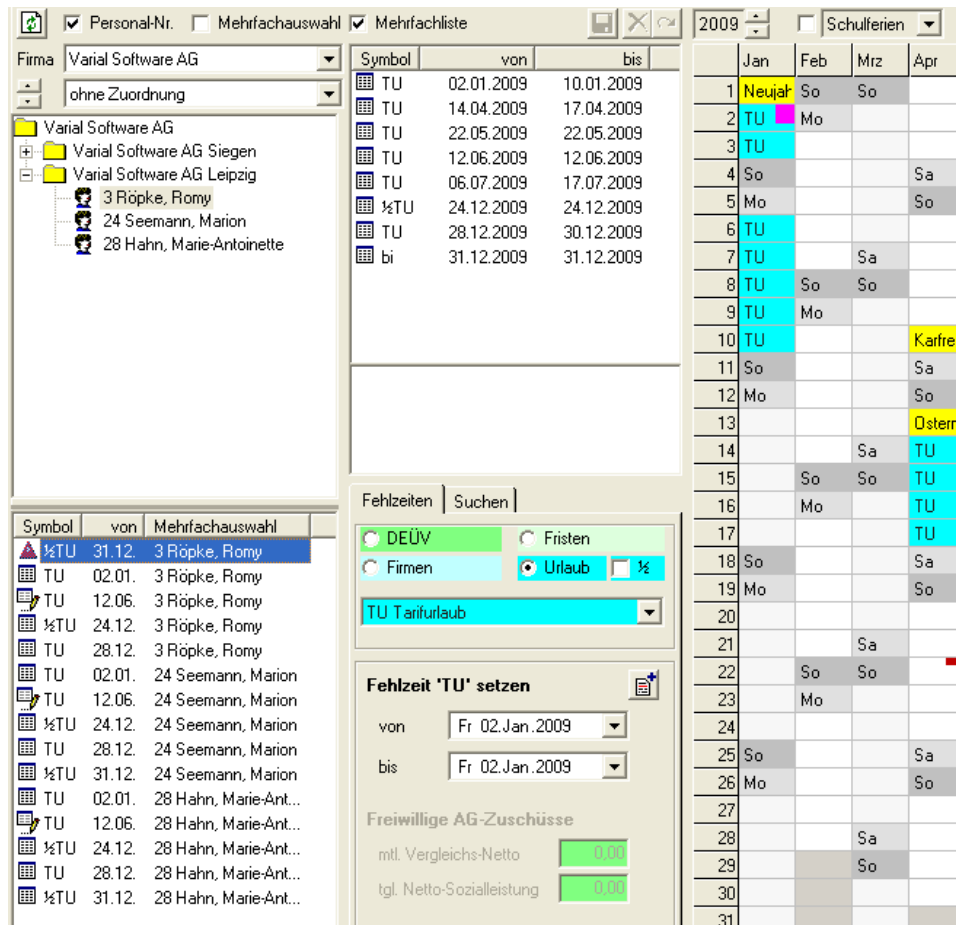 Personal-Nr. Mehrfachauswahl Mehrfachliste
Firma Varial Software AG
ohne Zuordnung
Varial Software AG
Varial Software AG Siegen
Varial Software AG Leipzig
3 Röpke, Romy
24 Seemann, Marion
28 Hahn, Marie-Antoinette
Symbol von bis
TU 02.01.2009 10.01.2009
TU 14.04.2009 17.04.2009
TU 22.05.2009 22.05.2009
TU 12.06.2009 12.06.2009
TU 06.07.2009 17.07.2009
½TU 24.12.2009 24.12.2009
TU 28.12.2009 30.12.2009
bi 31.12.2009 31.12.2009
Symbol von Mehrfachauswahl
½TU 31.12. 3 Röpke, Romy
TU 02.01. 3 Röpke, Romy
TU 12.06. 3 Röpke, Romy
½TU 24.12. 3 Röpke, Romy
TU 28.12. 3 Röpke, Romy
TU 02.01. 24 Seemann, Marion
TU 12.06. 24 Seemann, Marion
½TU 24.12. 24 Seemann, Marion
TU 28.12. 24 Seemann, Marion
½TU 31.12. 24 Seemann, Marion
TU 02.01. 28 Hahn, Marie-Ant...
TU 12.06. 28 Hahn, Marie-Ant...
½TU 24.12. 28 Hahn, Marie-Ant...
TU 28.12. 28 Hahn, Marie-Ant...
½TU 31.12. 28 Hahn, Marie-Ant...
Fehlzeiten Suchen
DEÜV Fristen
Firmen Urlaub ½
TU Tarifurlaub
Fehlzeit 'TU' setzen
von Fr 02.Jan.2009
bis Fr 02.Jan.2009
Freiwillige AG-Zuschüsse
mtl. Vergleichs-Netto 0,00
tgl. Netto-Sozialleistung 0,00
2009 Schulferien
Jan Feb Mrz Apr
1 Neujah So So
2 TU Mo
3 TU
4 So Sa
5 Mo So
6 TU
7 TU Sa
8 TU So So
9 TU Mo
10 TU Karfre
11 So Sa
12 Mo So
13 Ostern
14 Sa TU
15 So So TU
16 Mo TU
17 TU
18 So Sa
19 Mo So
20
21 Sa
22 So So
23 Mo
24
25 So Sa
26 Mo So
27
28 Sa
29 So
30
31